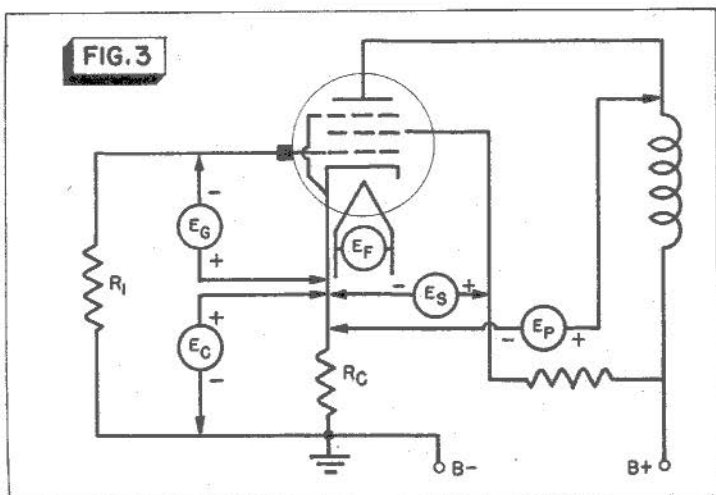 FIG. 3
-
EG
+
EF
R1
+
EC
-
- ES +
- EP +
RC
B-
B+